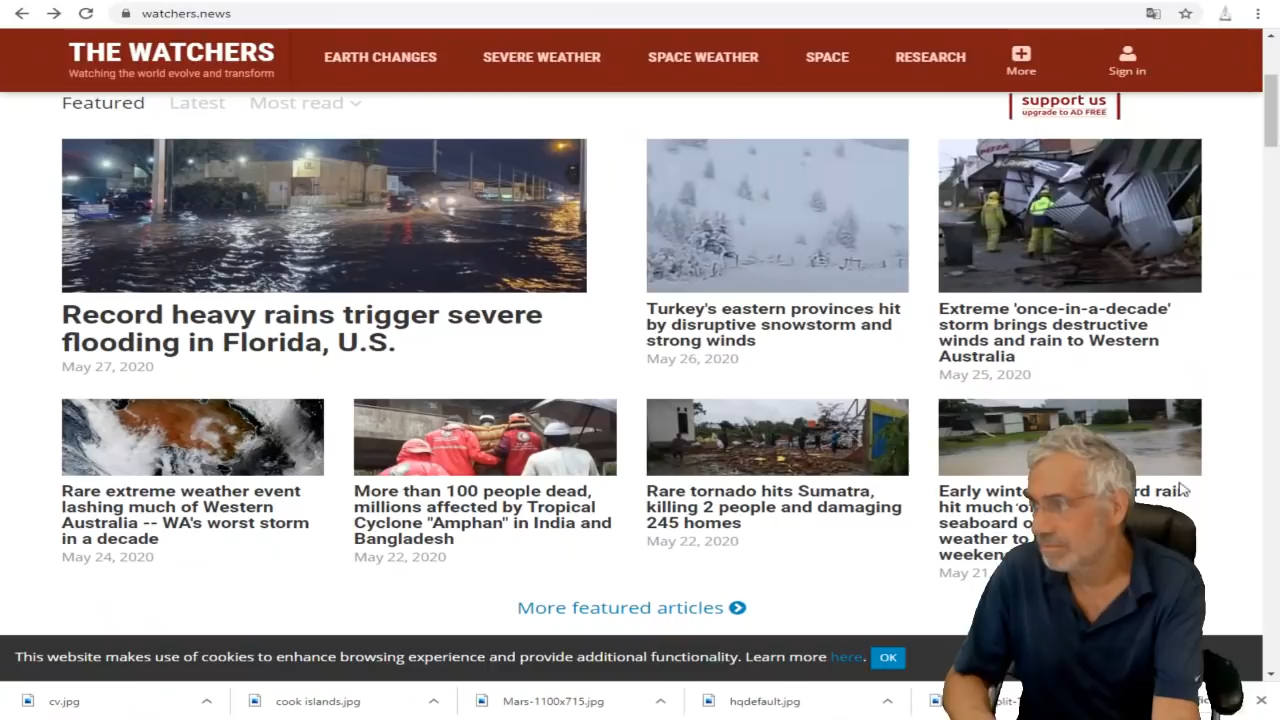 watchers.news
THE WATCHERS
Watching the world evolve and transform
EARTH CHANGES
SEVERE WEATHER
SPACE WEATHER
SPACE
RESEARCH
More
Sign in
Featured
Latest
Most read
support us
upgrade to AD FREE
PIZZA
Record heavy rains trigger severe
flooding in Florida, U.S.
May 27, 2020
Turkey's eastern provinces hit
by disruptive snowstorm and
strong winds
May 26, 2020
Extreme 'once-in-a-decade'
storm brings destructive
winds and rain to Western
Australia
May 25, 2020
Rare extreme weather event
lashing much of Western
Australia -- WA's worst storm
in a decade
May 24, 2020
More than 100 people dead,
millions affected by Tropical
Cyclone "Amphan" in India and
Bangladesh
May 22, 2020
Rare tornado hits Sumatra,
killing 2 people and damaging
245 homes
May 22, 2020
Early
hit much
seaboard
weather to
May 21,
More featured articles
This website makes use of cookies to enhance browsing experience and provide additional functionality. Learn more here.
OK
cv.jpg
cook islands.jpg
Mars-1100x715.jpg
hqdefault.jpg